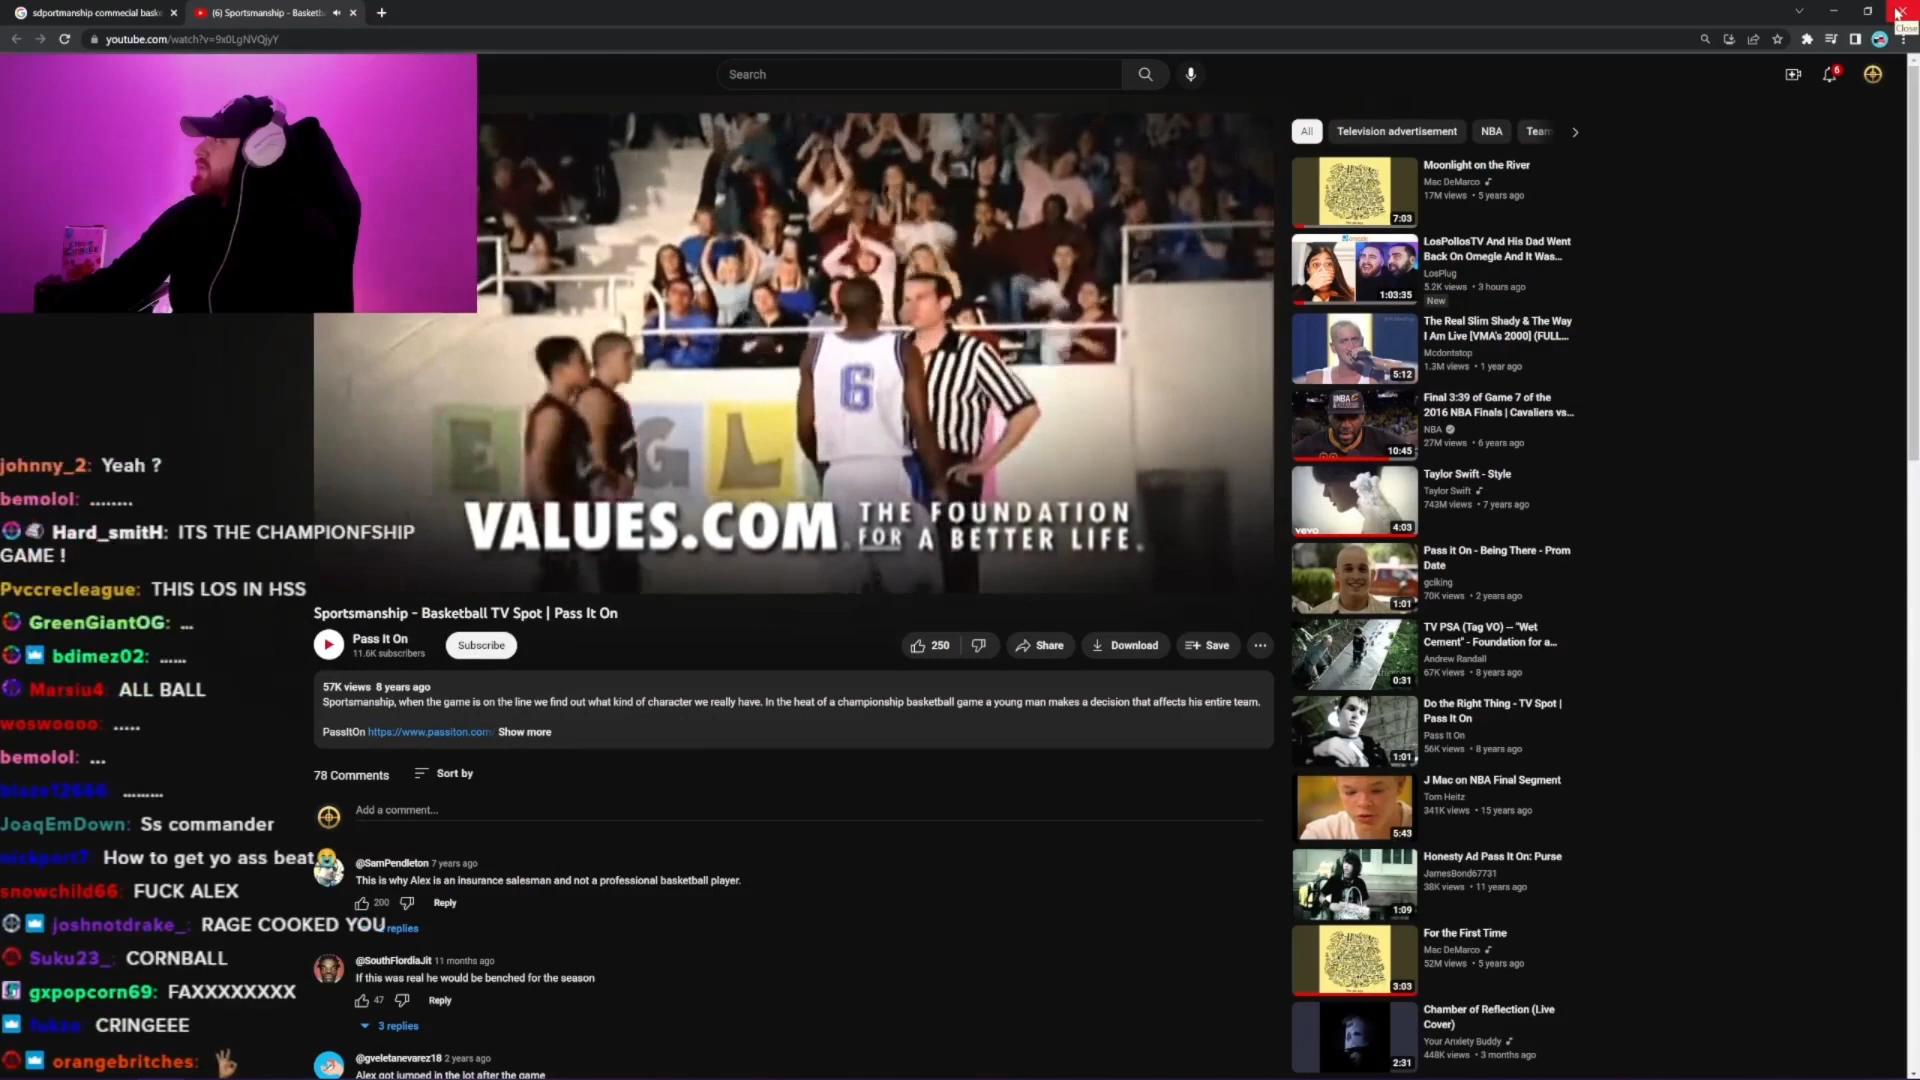 sdportmanship commecial bask
(6) Sportsmanship - Basketb
youtube.com/watch?v=9x0LgNVQjyY
Close
Search
6
E G L
6
VALUES.COM THE FOUNDATION
FOR A BETTER LIFE.
johnny_2: Yeah ?
bemolol: ........
Hard_smitH: ITS THE CHAMPIONFSHIP
GAME !
Pvccrecleague: THIS LOS IN HSS
GreenGiantOG: ...
bdimez02: ......
Marsiu4: ALL BALL
woswoooo: .....
bemolol: ...
.........
JoaqEmDown: Ss commander
nickport7: How to get yo ass beat
snowchild66: FUCK ALEX
joshnotdrake_: RAGE COOKED YOU
Suku23_: CORNBALL
gxpopcorn69: FAXXXXXXXX
CRINGEEE
orangebritches:
Sportsmanship - Basketball TV Spot | Pass It On
Pass It On
11.6K subscribers
Subscribe
250
Share
Download
Save
57K views 8 years ago
Sportsmanship, when the game is on the line we find out what kind of character we really have. In the heat of a championship basketball game a young man makes a decision that affects his entire team.
PassItOn https://www.passiton.com/ Show more
78 Comments
Sort by
Add a comment...
@SamPendleton 7 years ago
This is why Alex is an insurance salesman and not a professional basketball player.
200
Reply
replies
@SouthFlordiaJit 11 months ago
If this was real he would be benched for the season
47
Reply
3 replies
@gveletanevarez18 2 years ago
Alex got jumped in the lot after the game
All
Television advertisement
NBA
Team
Moonlight on the River
Mac DeMarco
17M views • 5 years ago
7:03
LosPollosTV And His Dad Went
Back On Omegle And It Was...
LosPlug
5.2K views • 3 hours ago
New
1:03:35
The Real Slim Shady & The Way
I Am Live [VMA's 2000] (FULL...
Mcdontstop
1.3M views • 1 year ago
5:12
Final 3:39 of Game 7 of the
2016 NBA Finals | Cavaliers vs...
NBA
27M views • 6 years ago
10:45
Taylor Swift - Style
Taylor Swift
743M views • 7 years ago
vevo
4:03
Pass it On - Being There - Prom
Date
gciking
70K views • 2 years ago
1:01
TV PSA (Tag VO) -- "Wet
Cement" - Foundation for a...
Andrew Randall
67K views • 8 years ago
0:31
Do the Right Thing - TV Spot |
Pass It On
Pass It On
56K views • 8 years ago
1:01
J Mac on NBA Final Segment
Tom Heitz
341K views • 15 years ago
5:43
Honesty Ad Pass It On: Purse
JamesBond67731
38K views • 11 years ago
1:09
For the First Time
Mac DeMarco
52M views • 5 years ago
3:03
Chamber of Reflection (Live
Cover)
Your Anxiety Buddy
448K views • 3 months ago
2:31